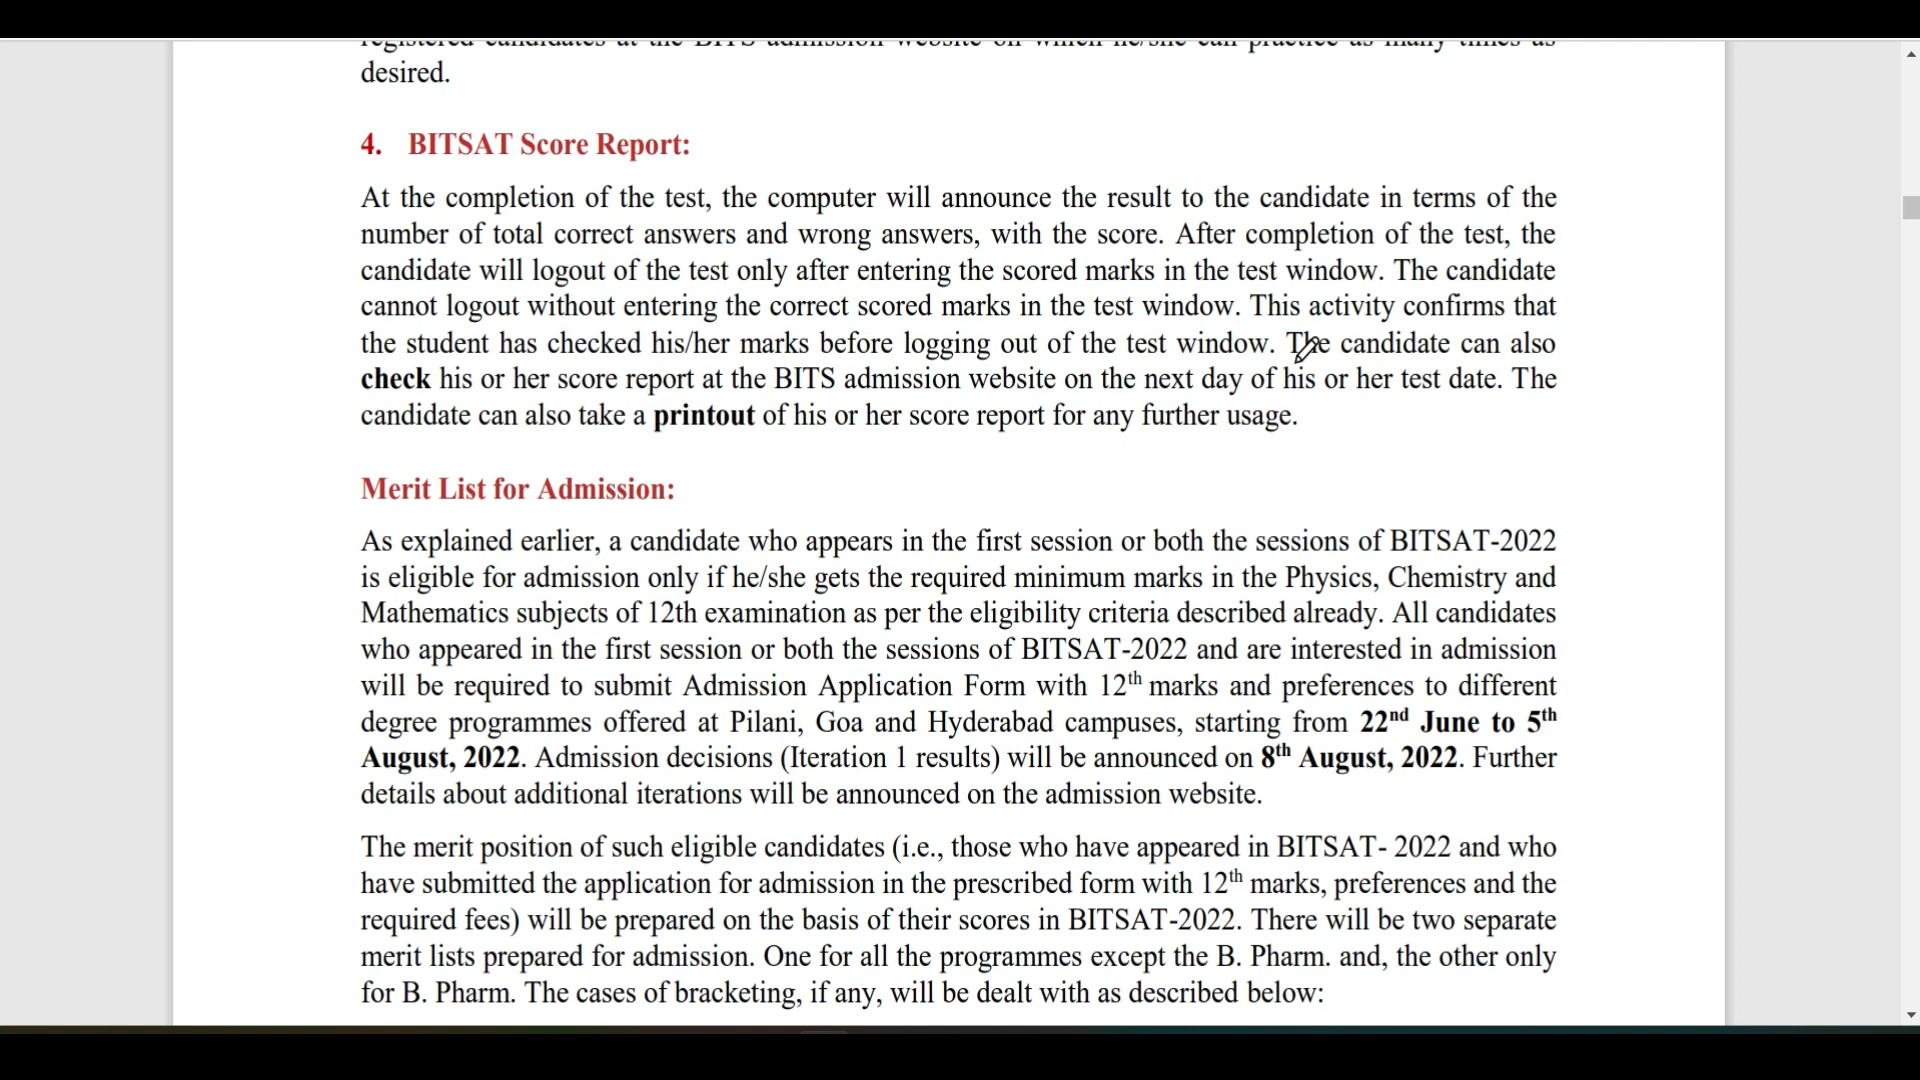 registered candidates at the BITS admission website on which he/she can practice as many times as
desired.
4. BITSAT Score Report:
At the completion of the test, the computer will announce the result to the candidate in terms of the
number of total correct answers and wrong answers, with the score. After completion of the test, the
candidate will logout of the test only after entering the scored marks in the test window. The candidate
cannot logout without entering the correct scored marks in the test window. This activity confirms that
the student has checked his/her marks before logging out of the test window. The candidate can also
check his or her score report at the BITS admission website on the next day of his or her test date. The
candidate can also take a printout of his or her score report for any further usage.
Merit List for Admission:
As explained earlier, a candidate who appears in the first session or both the sessions of BITSAT-2022
is eligible for admission only if he/she gets the required minimum marks in the Physics, Chemistry and
Mathematics subjects of 12th examination as per the eligibility criteria described already. All candidates
who appeared in the first session or both the sessions of BITSAT-2022 and are interested in admission
will be required to submit Admission Application Form with 12th marks and preferences to different
degree programmes offered at Pilani, Goa and Hyderabad campuses, starting from 22nd June to 5th
August, 2022. Admission decisions (Iteration 1 results) will be announced on 8th August, 2022. Further
details about additional iterations will be announced on the admission website.
The merit position of such eligible candidates (i.e., those who have appeared in BITSAT- 2022 and who
have submitted the application for admission in the prescribed form with 12th marks, preferences and the
required fees) will be prepared on the basis of their scores in BITSAT-2022. There will be two separate
merit lists prepared for admission. One for all the programmes except the B. Pharm. and, the other only
for B. Pharm. The cases of bracketing, if any, will be dealt with as described below: